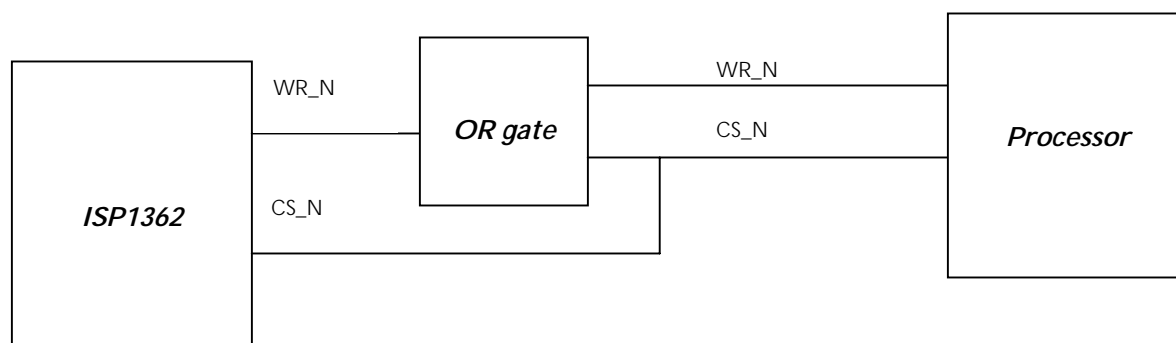 WR_N
WR_N
OR gate
CS_N
Processor
ISP1362
CS_N